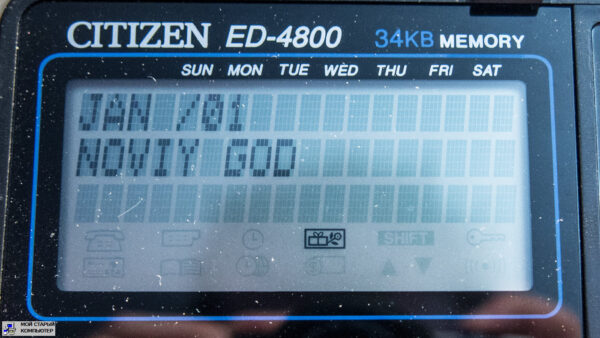 CITIZEN ED-4800 34KB MEMORY
SUN MON TUE WED THU FRI SAT
JAN /01
NOVIY GOD
SHIFT
МОЙ СТАРЫЙ
КОМПЬЮТЕР